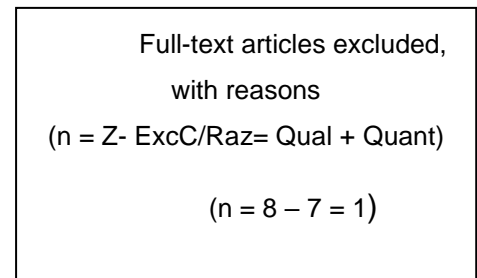 Full-text articles excluded,
with reasons
(n = Z- ExcC/Raz= Qual + Quant)
(n = 8 – 7 = 1)